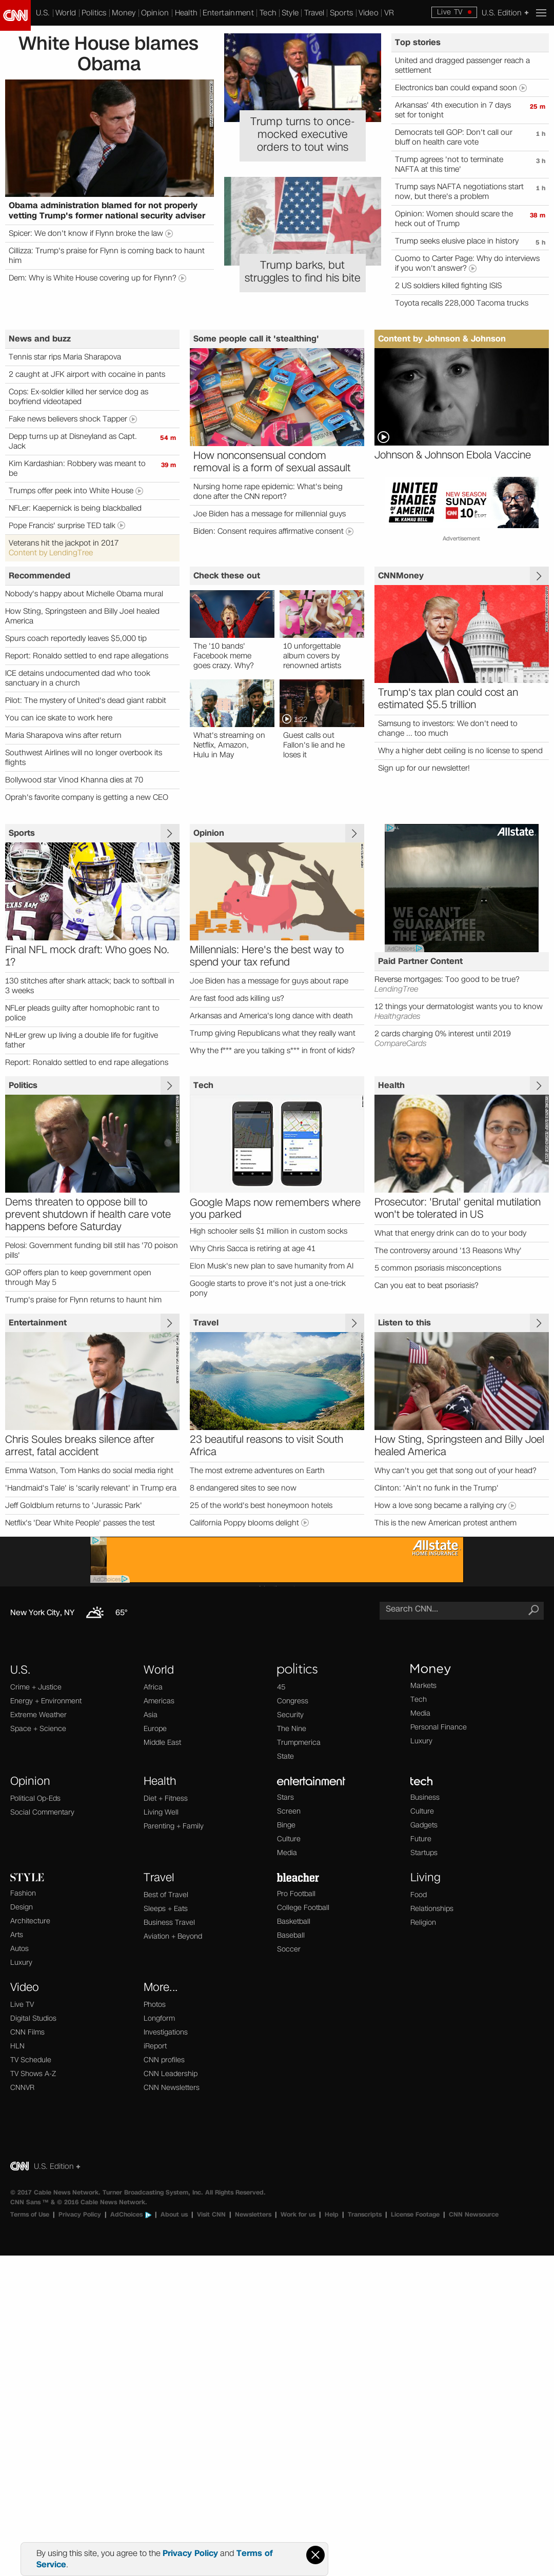 CNN
U.S. | World | Politics | Money | Opinion | Health | Entertainment | Tech | Style | Travel | Sports | Video | VR
Live TV
U.S. Edition +
White House blames
Obama
Obama administration blamed for not properly
vetting Trump's former national security adviser
Spicer: We don't know if Flynn broke the law
Cillizza: Trump's praise for Flynn is coming back to haunt
him
Dem: Why is White House covering up for Flynn?
Trump turns to once-
mocked executive
orders to tout wins
Trump barks, but
struggles to find his bite
Top stories
United and dragged passenger reach a
settlement
Electronics ban could expand soon
Arkansas' 4th execution in 7 days
set for tonight
25 m
Democrats tell GOP: Don't call our
bluff on health care vote
1 h
Trump agrees 'not to terminate
NAFTA at this time'
3 h
Trump says NAFTA negotiations start
now, but there's a problem
1 h
Opinion: Women should scare the
heck out of Trump
38 m
Trump seeks elusive place in history
5 h
Cuomo to Carter Page: Why do interviews
if you won't answer?
2 US soldiers killed fighting ISIS
Toyota recalls 228,000 Tacoma trucks
News and buzz
Tennis star rips Maria Sharapova
2 caught at JFK airport with cocaine in pants
Cops: Ex-soldier killed her service dog as
boyfriend videotaped
Fake news believers shock Tapper
Depp turns up at Disneyland as Capt.
Jack
54 m
Kim Kardashian: Robbery was meant to
be
39 m
Trumps offer peek into White House
NFLer: Kaepernick is being blackballed
Pope Francis' surprise TED talk
Veterans hit the jackpot in 2017
Content by LendingTree
Some people call it 'stealthing'
How nonconsensual condom
removal is a form of sexual assault
Nursing home rape epidemic: What's being
done after the CNN report?
Joe Biden has a message for millennial guys
Biden: Consent requires affirmative consent
Content by Johnson & Johnson
Johnson & Johnson Ebola Vaccine
UNITED
SHADES
OF
AMERICA
W. KAMAU BELL
NEW SEASON
SUNDAY
CNN 10P
Advertisement
Recommended
Nobody's happy about Michelle Obama mural
How Sting, Springsteen and Billy Joel healed
America
Spurs coach reportedly leaves $5,000 tip
Report: Ronaldo settled to end rape allegations
ICE detains undocumented dad who took
sanctuary in a church
Pilot: The mystery of United's dead giant rabbit
You can ice skate to work here
Maria Sharapova wins after return
Southwest Airlines will no longer overbook its
flights
Bollywood star Vinod Khanna dies at 70
Oprah's favorite company is getting a new CEO
Check these out
The '10 bands'
Facebook meme
goes crazy. Why?
10 unforgettable
album covers by
renowned artists
1:22
What's streaming on
Netflix, Amazon,
Hulu in May
Guest calls out
Fallon's lie and he
loses it
CNNMoney
Trump's tax plan could cost an
estimated $5.5 trillion
Samsung to investors: We don't need to
change ... too much
Why a higher debt ceiling is no license to spend
Sign up for our newsletter!
Sports
TEXAS A&M
15
Final NFL mock draft: Who goes No.
1?
130 stitches after shark attack; back to softball in
3 weeks
NFLer pleads guilty after homophobic rant to
police
NHLer grew up living a double life for fugitive
father
Report: Ronaldo settled to end rape allegations
Opinion
Millennials: Here's the best way to
spend your tax refund
Joe Biden has a message for guys about rape
Are fast food ads killing us?
Arkansas and America's long dance with death
Trump giving Republicans what they really want
Why the f*** are you talking s*** in front of kids?
Allstate
WE CAN'T
GUARANTEE
THE WEATHER
AdChoices
Paid Partner Content
Reverse mortgages: Too good to be true?
LendingTree
12 things your dermatologist wants you to know
Healthgrades
2 cards charging 0% interest until 2019
CompareCards
Politics
Dems threaten to oppose bill to
prevent shutdown if health care vote
happens before Saturday
Pelosi: Government funding bill still has '70 poison
pills'
GOP offers plan to keep government open
through May 5
Trump's praise for Flynn returns to haunt him
Tech
Google Maps now remembers where
you parked
High schooler sells $1 million in custom socks
Why Chris Sacca is retiring at age 41
Elon Musk's new plan to save humanity from AI
Google starts to prove it's not just a one-trick
pony
Health
Prosecutor: 'Brutal' genital mutilation
won't be tolerated in US
What that energy drink can do to your body
The controversy around '13 Reasons Why'
5 common psoriasis misconceptions
Can you eat to beat psoriasis?
Entertainment
Chris Soules breaks silence after
arrest, fatal accident
Emma Watson, Tom Hanks do social media right
'Handmaid's Tale' is 'scarily relevant' in Trump era
Jeff Goldblum returns to 'Jurassic Park'
Netflix's 'Dear White People' passes the test
Travel
23 beautiful reasons to visit South
Africa
The most extreme adventures on Earth
8 endangered sites to see now
25 of the world's best honeymoon hotels
California Poppy blooms delight
Listen to this
How Sting, Springsteen and Billy Joel
healed America
Why can't you get that song out of your head?
Clinton: 'Ain't no funk in the Trump'
How a love song became a rallying cry
This is the new American protest anthem
Allstate
HOME INSURANCE
AdChoices
New York City, NY
65°
Search CNN...
U.S.
Crime + Justice
Energy + Environment
Extreme Weather
Space + Science
World
Africa
Americas
Asia
Europe
Middle East
politics
45
Congress
Security
The Nine
Trumpmerica
State
Money
Markets
Tech
Media
Personal Finance
Luxury
Opinion
Political Op-Eds
Social Commentary
Health
Diet + Fitness
Living Well
Parenting + Family
entertainment
Stars
Screen
Binge
Culture
Media
tech
Business
Culture
Gadgets
Future
Startups
STYLE
Fashion
Design
Architecture
Arts
Autos
Luxury
Travel
Best of Travel
Sleeps + Eats
Business Travel
Aviation + Beyond
bleacher
Pro Football
College Football
Basketball
Baseball
Soccer
Living
Food
Relationships
Religion
Video
Live TV
Digital Studios
CNN Films
HLN
TV Schedule
TV Shows A-Z
CNNVR
More...
Photos
Longform
Investigations
iReport
CNN profiles
CNN Leadership
CNN Newsletters
CNN U.S. Edition +
© 2017 Cable News Network. Turner Broadcasting System, Inc. All Rights Reserved.
CNN Sans ™ & © 2016 Cable News Network.
Terms of Use | Privacy Policy | AdChoices | About us | Visit CNN | Newsletters | Work for us | Help | Transcripts | License Footage | CNN Newsource
By using this site, you agree to the Privacy Policy and Terms of
Service.